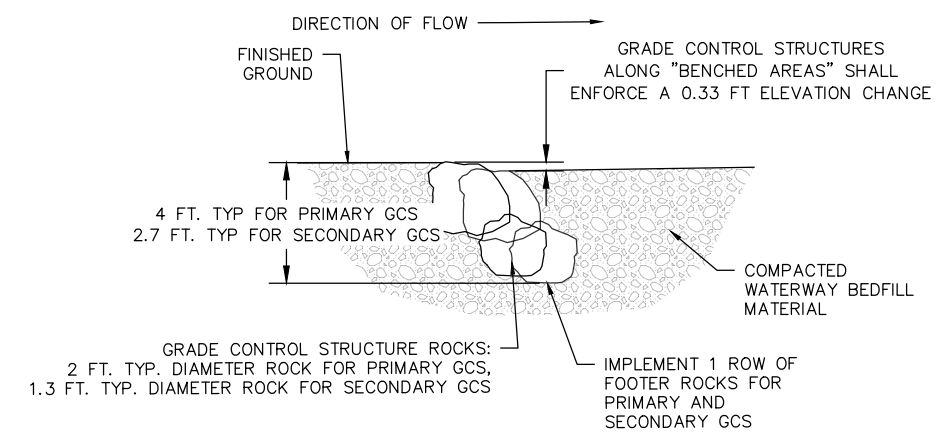 DIRECTION OF FLOW
FINISHED
GROUND
GRADE CONTROL STRUCTURES
ALONG "BENCHED AREAS" SHALL
ENFORCE A 0.33 FT ELEVATION CHANGE
4 FT. TYP FOR PRIMARY GCS
2.7 FT. TYP FOR SECONDARY GCS
COMPACTED
WATERWAY BEDFILL
MATERIAL
GRADE CONTROL STRUCTURE ROCKS:
2 FT. TYP. DIAMETER ROCK FOR PRIMARY GCS,
1.3 FT. TYP. DIAMETER ROCK FOR SECONDARY GCS
IMPLEMENT 1 ROW OF
FOOTER ROCKS FOR
PRIMARY AND
SECONDARY GCS